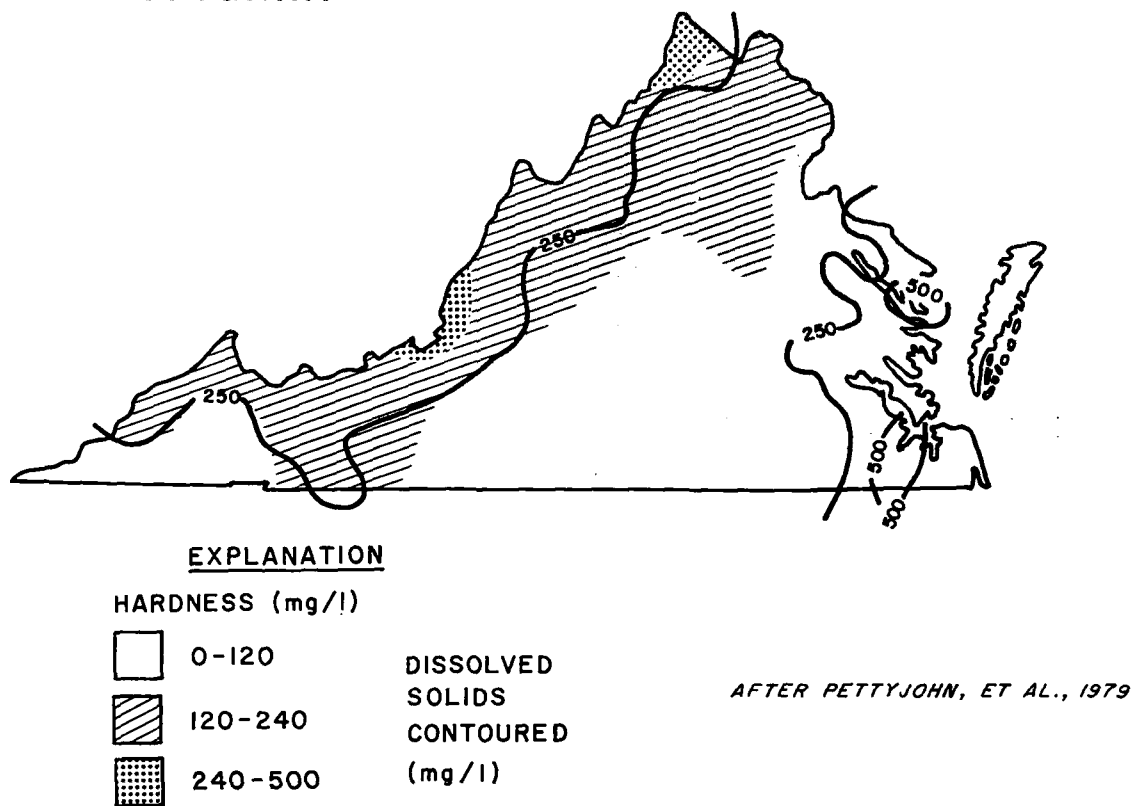 250
250
500
250
500
500
EXPLANATION
HARDNESS (mg/l)
0-120
120-240
240-500
DISSOLVED
SOLIDS
CONTOURED
(mg/l)
AFTER PETTYJOHN, ET AL., 1979